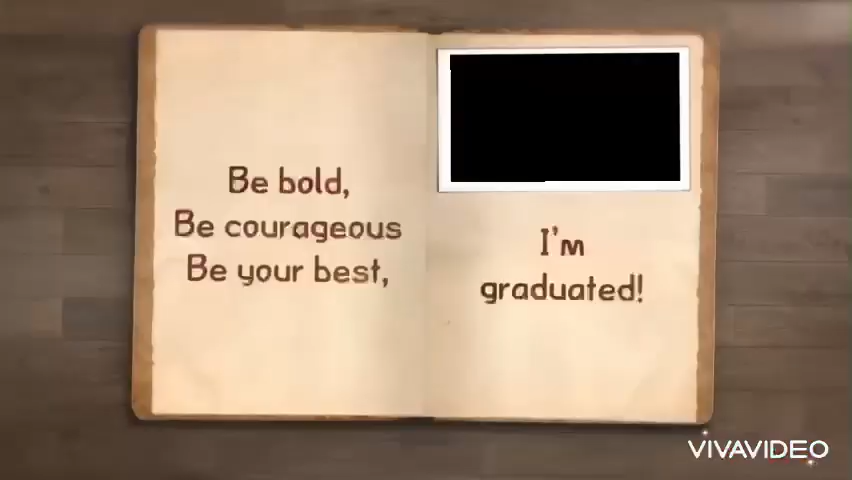 Be bold,
Be courageous
Be your best,
I'm
graduated!
VIVAVIDEO